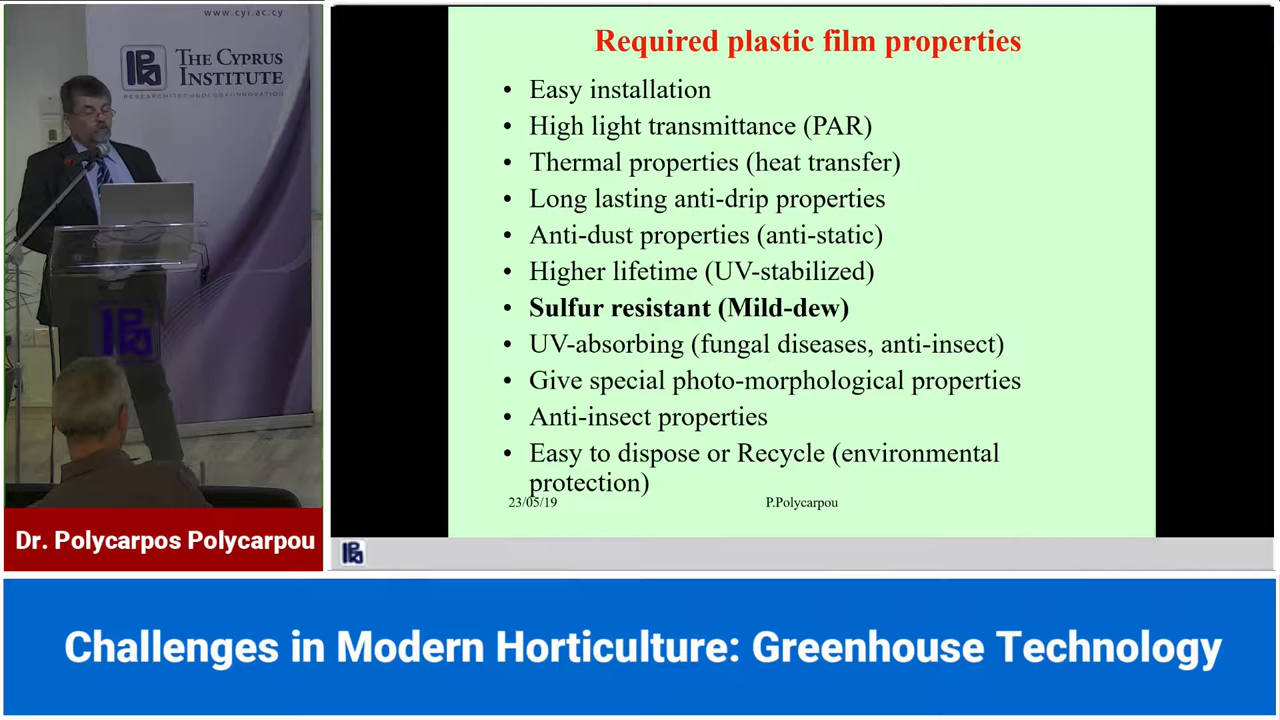 www.cyi.ac.cy
THE CYPRUS
INSTITUTE
RESEARCH|TECHNOLOGY|INNOVATION
Required plastic film properties
• Easy installation
• High light transmittance (PAR)
• Thermal properties (heat transfer)
• Long lasting anti-drip properties
• Anti-dust properties (anti-static)
• Higher lifetime (UV-stabilized)
• Sulfur resistant (Mild-dew)
• UV-absorbing (fungal diseases, anti-insect)
• Give special photo-morphological properties
• Anti-insect properties
• Easy to dispose or Recycle (environmental
protection)
23/05/19
P.Polycarpou
Dr. Polycarpos Polycarpou
Challenges in Modern Horticulture: Greenhouse Technology